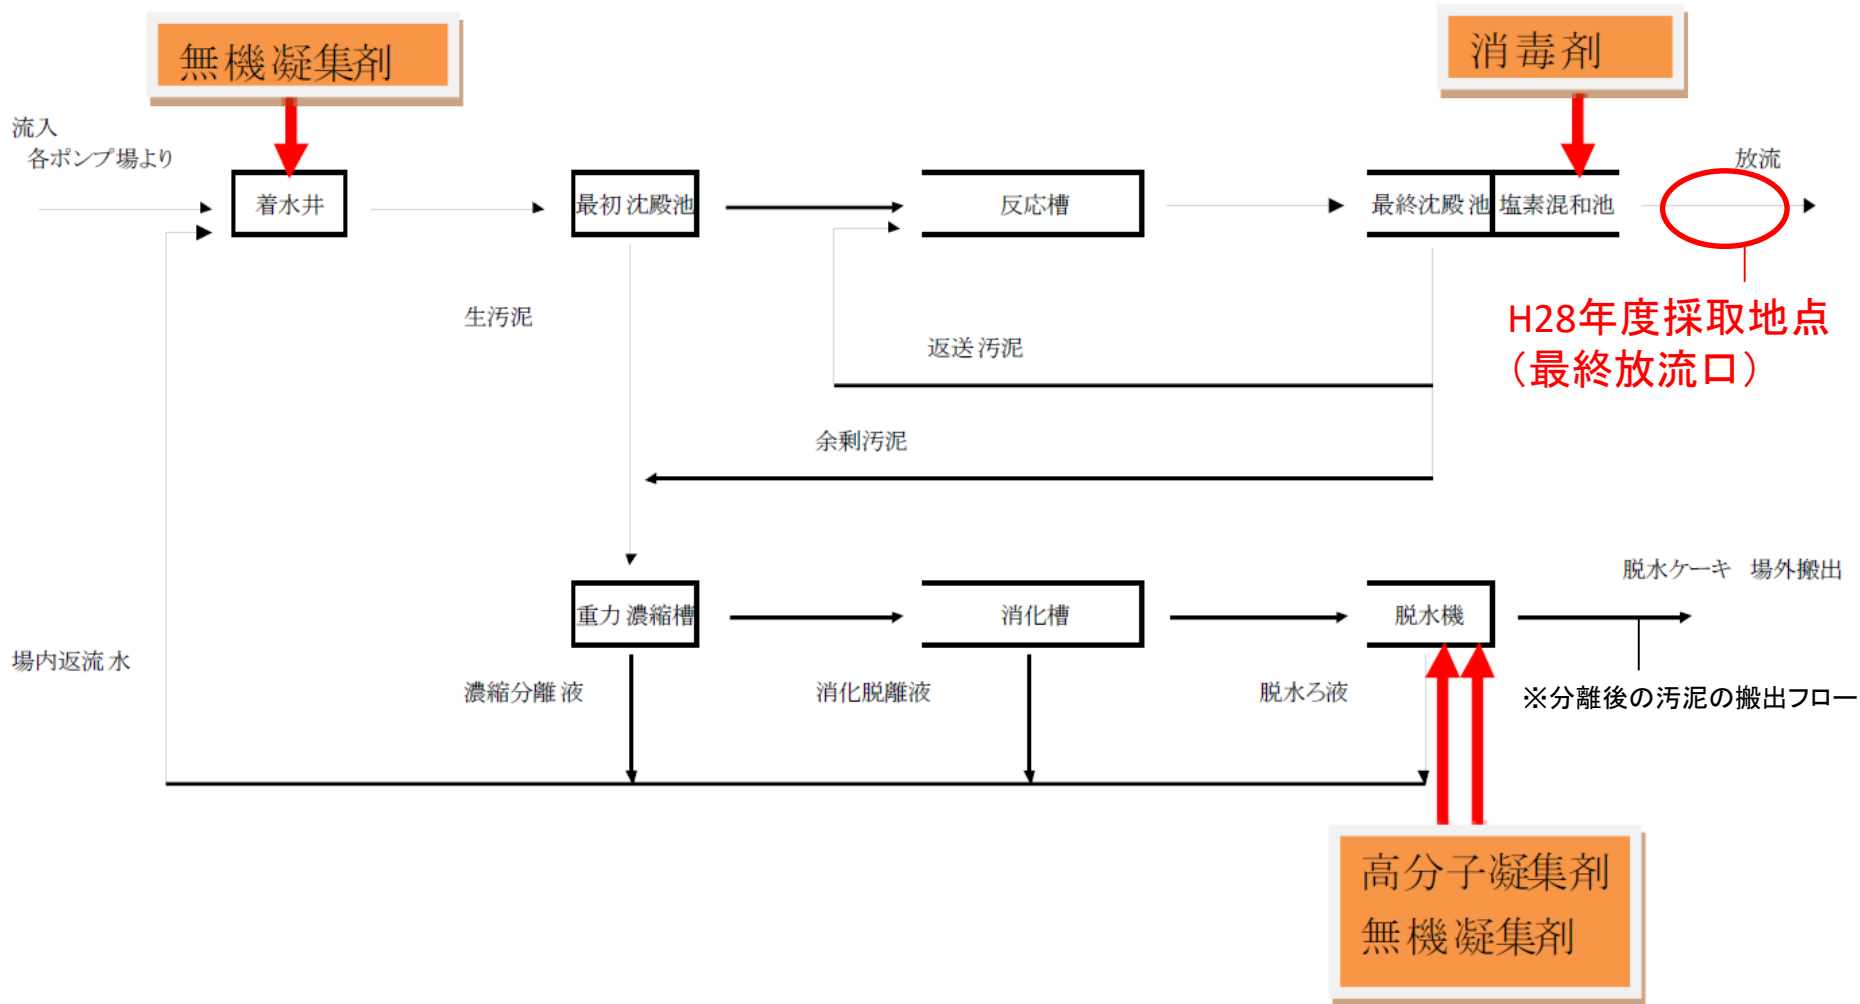 無機凝集剤
消毒剤
流入
各ポンプ場より
放流
着水井
最初沈殿池
反応槽
最終沈殿池
塩素混和池
生汚泥
返送汚泥
H28年度採取地点
（最終放流口）
余剰汚泥
脱水ケーキ 場外搬出
重力濃縮槽
消化槽
脱水機
場内返流水
濃縮分離液
消化脱離液
脱水ろ液
※分離後の汚泥の搬出フロー
高分子凝集剤
無機凝集剤